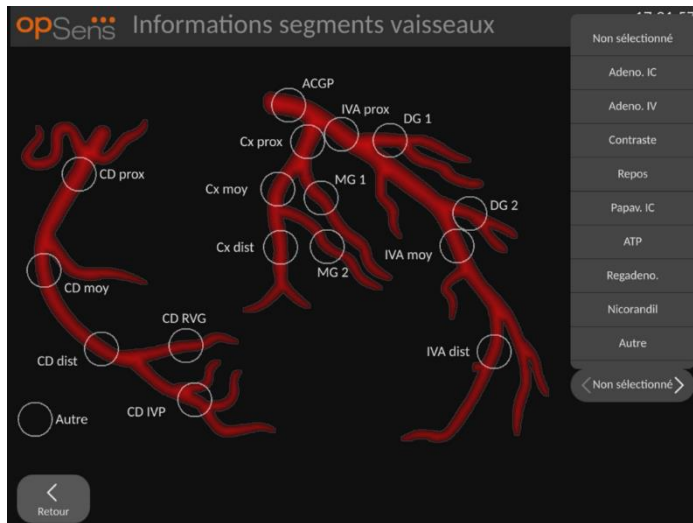 opSens Informations segments vaisseaux
Non sélectionné
Adeno. IC
Adeno. IV
Contraste
Repos
Papav. IC
ATP
Regadeno.
Nicorandil
Autre
Non sélectionné
ACGP
IVA prox
DG 1
Cx prox
CD prox
Cx moy
MG 1
DG 2
Cx dist
MG 2
IVA moy
CD moy
CD RVG
CD dist
IVA dist
CD IVP
Autre
Retour